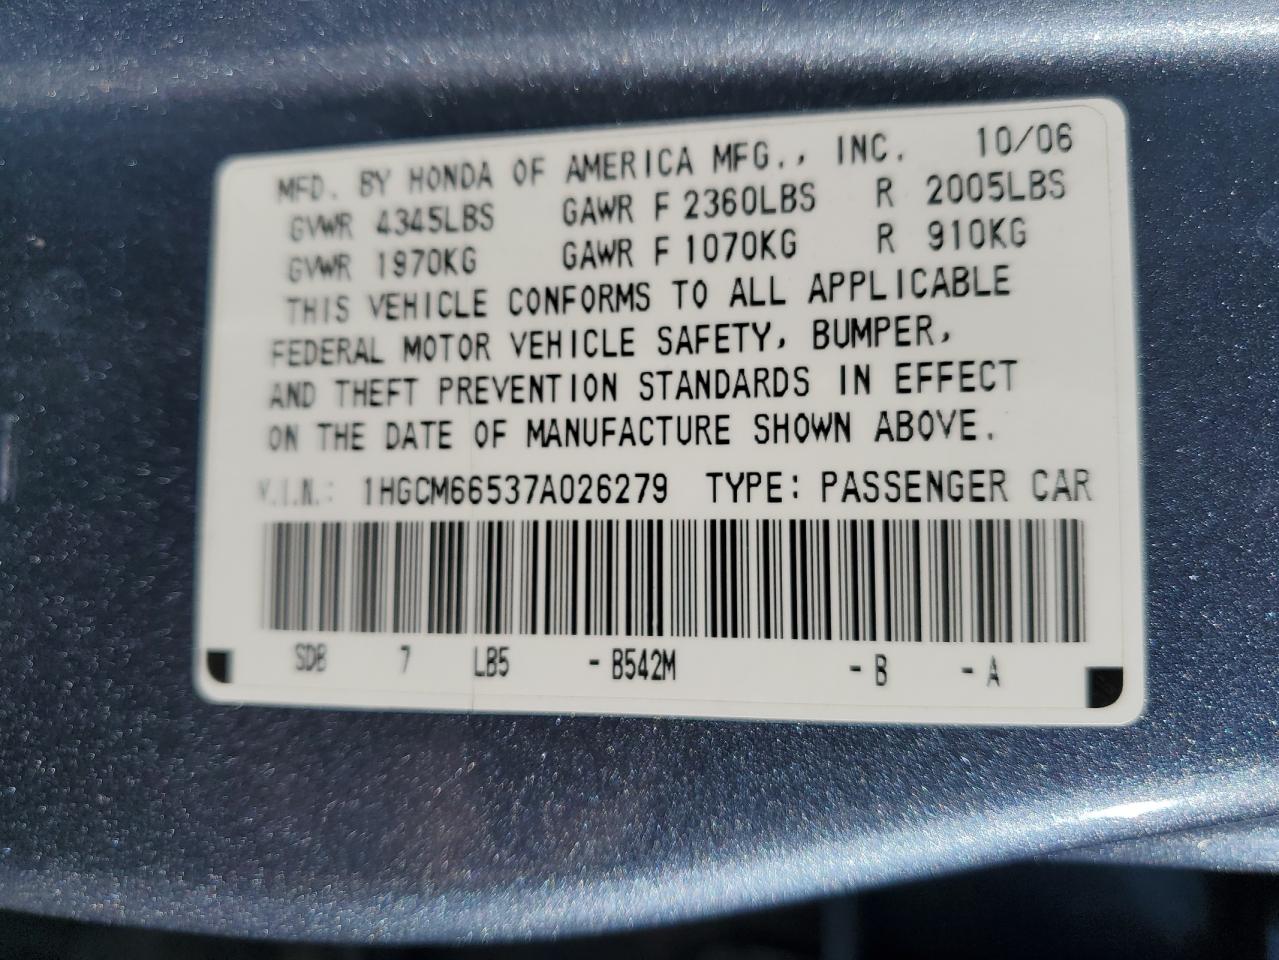 MFD. BY HONDA OF AMERICA MFG., INC. 10/06
GVWR 4345LBS GAWR F 2360LBS R 2005LBS
GVWR 1970KG GAWR F 1070KG R 910KG
THIS VEHICLE CONFORMS TO ALL APPLICABLE
FEDERAL MOTOR VEHICLE SAFETY, BUMPER,
AND THEFT PREVENTION STANDARDS IN EFFECT
ON THE DATE OF MANUFACTURE SHOWN ABOVE.
V.I.N.: 1HGCM66537A026279 TYPE: PASSENGER CAR
SDB 7 LB5 - B542M - B - A